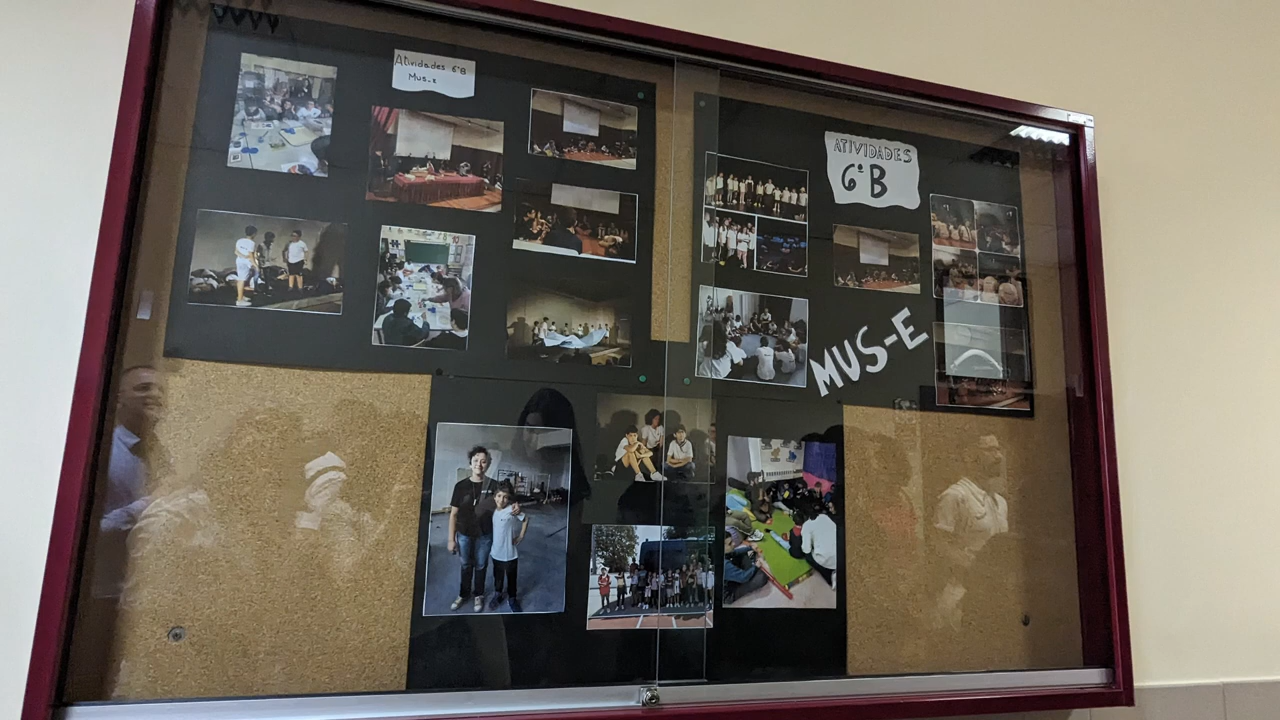 Atividades 6ºB
Mus-e
ATIVIDADES
6ºB
MUS-E